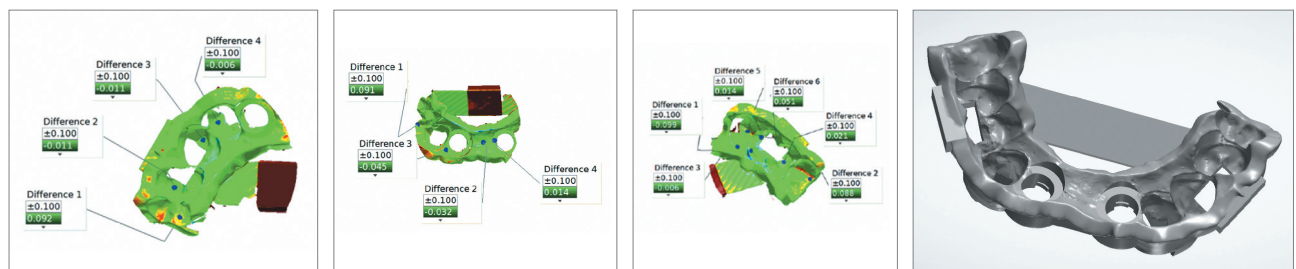 Difference 4
±0.100
-0.006
Difference 3
±0.100
-0.011
Difference 2
±0.100
-0.011
Difference 1
±0.100
0.092
Difference 1
±0.100
0.091
Difference 3
±0.100
-0.045
Difference 2
±0.100
-0.032
Difference 4
±0.100
0.014
Difference 5
±0.100
0.014
Difference 6
±0.100
0.051
Difference 1
±0.100
0.099
Difference 4
±0.100
0.021
Difference 3
±0.100
-0.006
Difference 2
±0.100
0.088